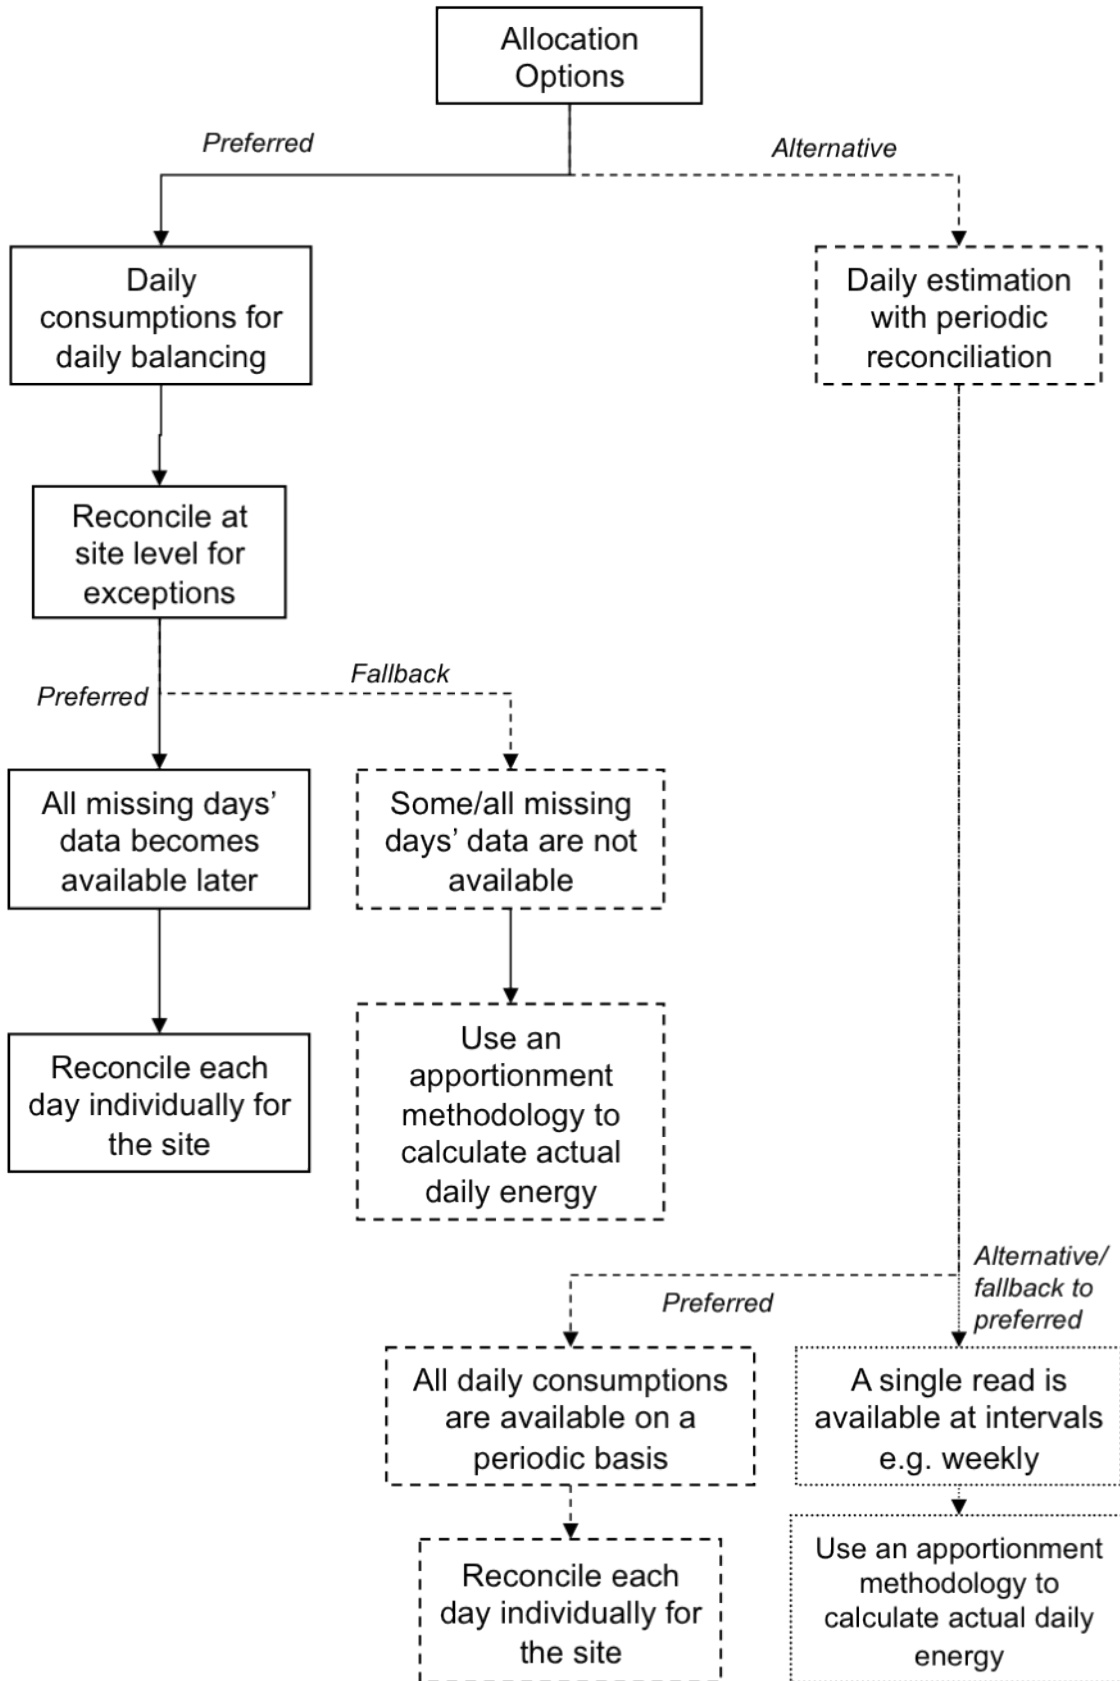 Allocation
Options
Preferred
Alternative
Daily
consumptions for
daily balancing
Daily estimation
with periodic
reconciliation
Reconcile at
site level for
exceptions
Preferred
Fallback
All missing days’
data becomes
available later
Some/all missing
days’ data are not
available
Reconcile each
day individually for
the site
Use an
apportionment
methodology to
calculate actual
daily energy
Preferred
Alternative/
fallback to
preferred
All daily consumptions
are available on a
periodic basis
A single read is
available at intervals
e.g. weekly
Reconcile each
day individually for
the site
Use an apportionment
methodology to
calculate actual daily
energy